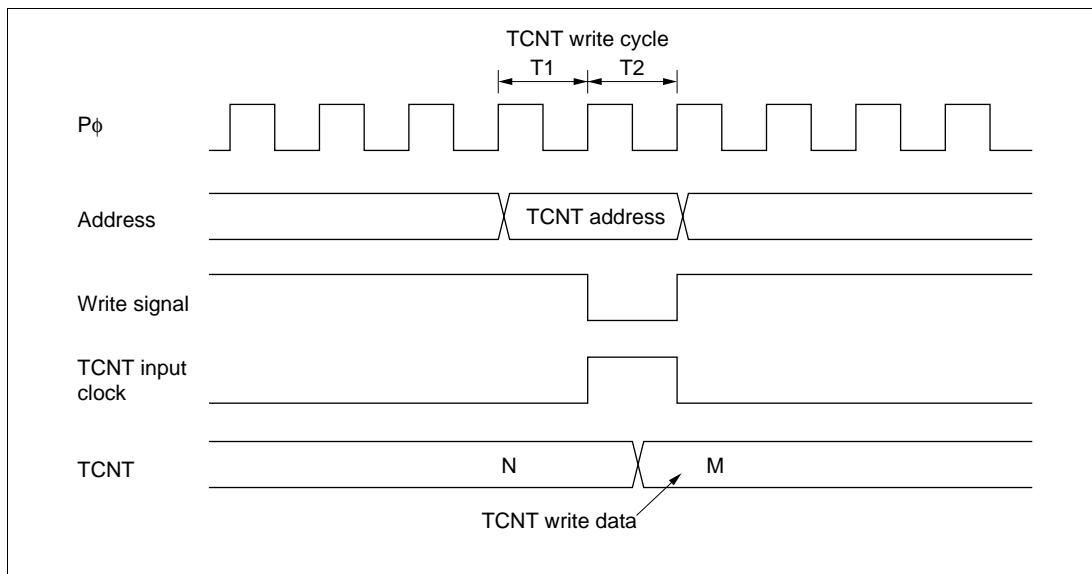 TCNT write cycle
T1 T2
Pϕ
Address
TCNT address
Write signal
TCNT input
clock
TCNT
N M
TCNT write data